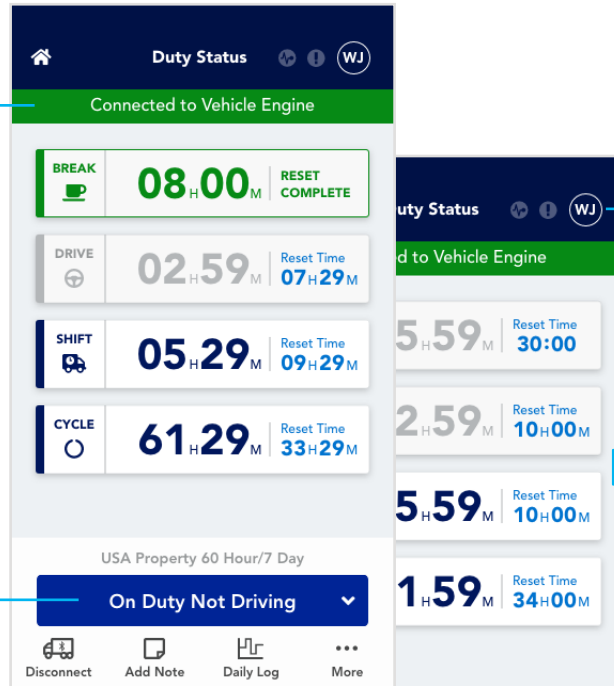 Duty Status
WJ
Connected to Vehicle Engine
BREAK
08H00M
RESET
COMPLETE
DRIVE
02H59M
Reset Time
07H29M
SHIFT
05H29M
Reset Time
09H29M
CYCLE
61H29M
Reset Time
33H29M
USA Property 60 Hour/7 Day
On Duty Not Driving
Disconnect
Add Note
Daily Log
More
uty Status
WJ
d to Vehicle Engine
5H59M
Reset Time
30:00
2H59M
Reset Time
10H00M
5H59M
Reset Time
10H00M
1H59M
Reset Time
34H00M